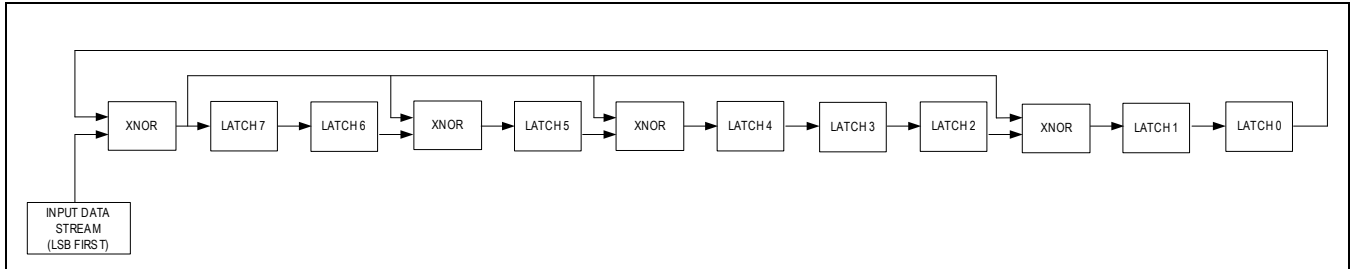 XNOR
LATCH 7
LATCH 6
XNOR
LATCH 5
XNOR
LATCH 4
LATCH 3
LATCH 2
XNOR
LATCH 1
LATCH 0
INPUT DATA
STREAM
(LSB FIRST)